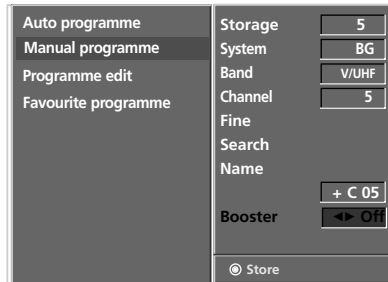 Auto programme
Manual programme
Programme edit
Favourite programme
Storage 5
System BG
Band V/UHF
Channel 5
Fine
Search
Name
+ C 05
Booster ◄► Off
◉ Store